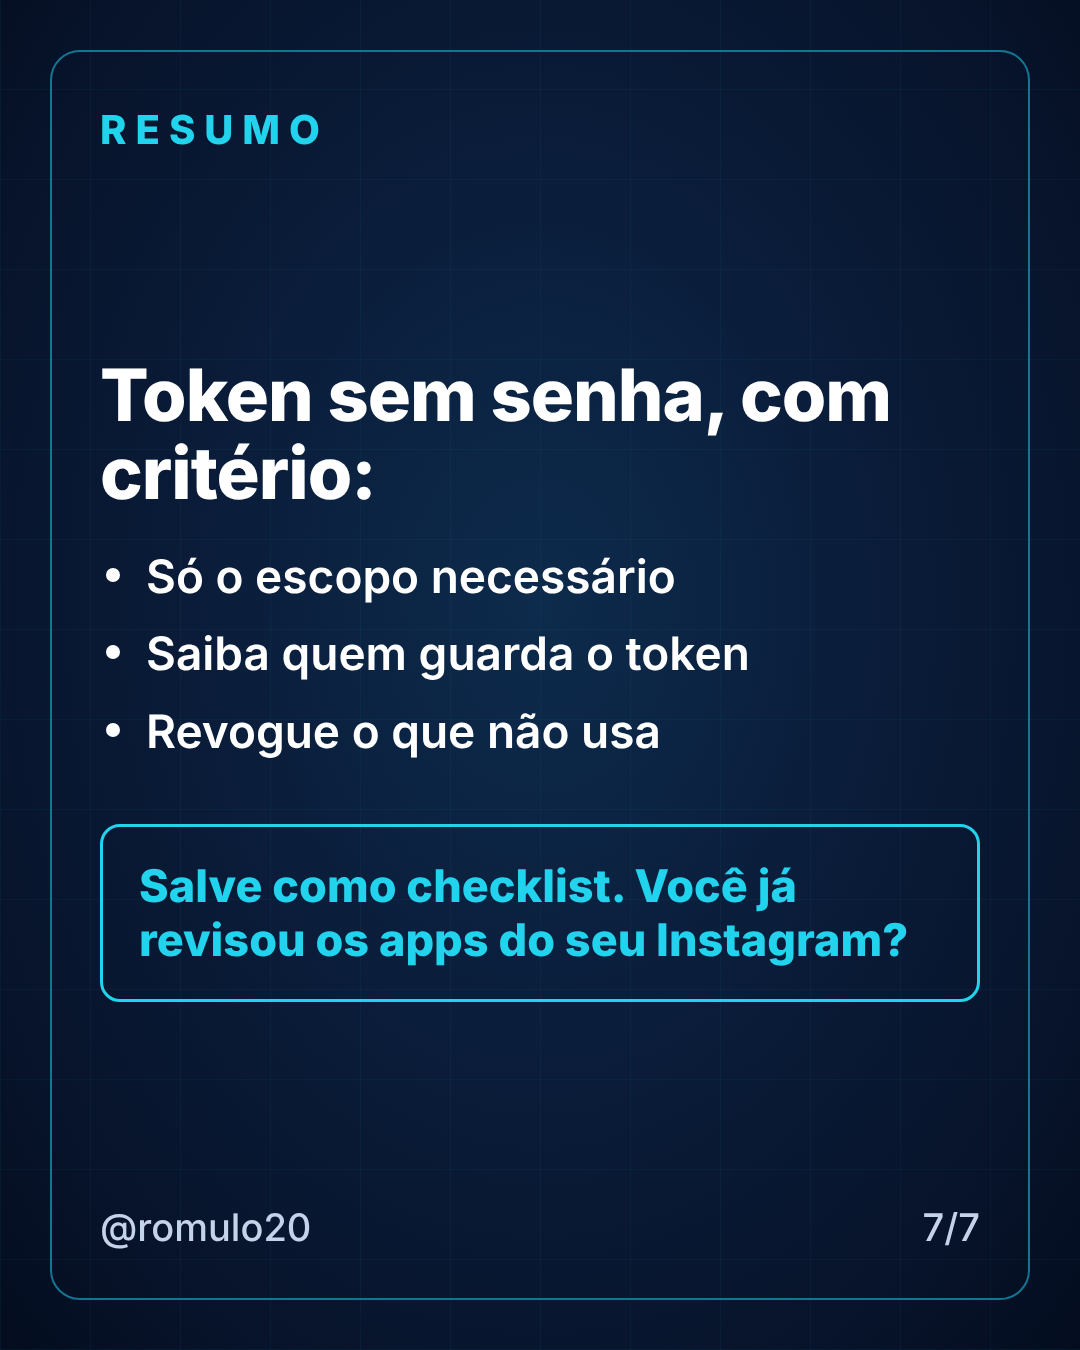 RESUMO
Token sem senha, com
critério:
• Só o escopo necessário
• Saiba quem guarda o token
• Revogue o que não usa
Salve como checklist. Você já
revisou os apps do seu Instagram?
@romulo20
7/7